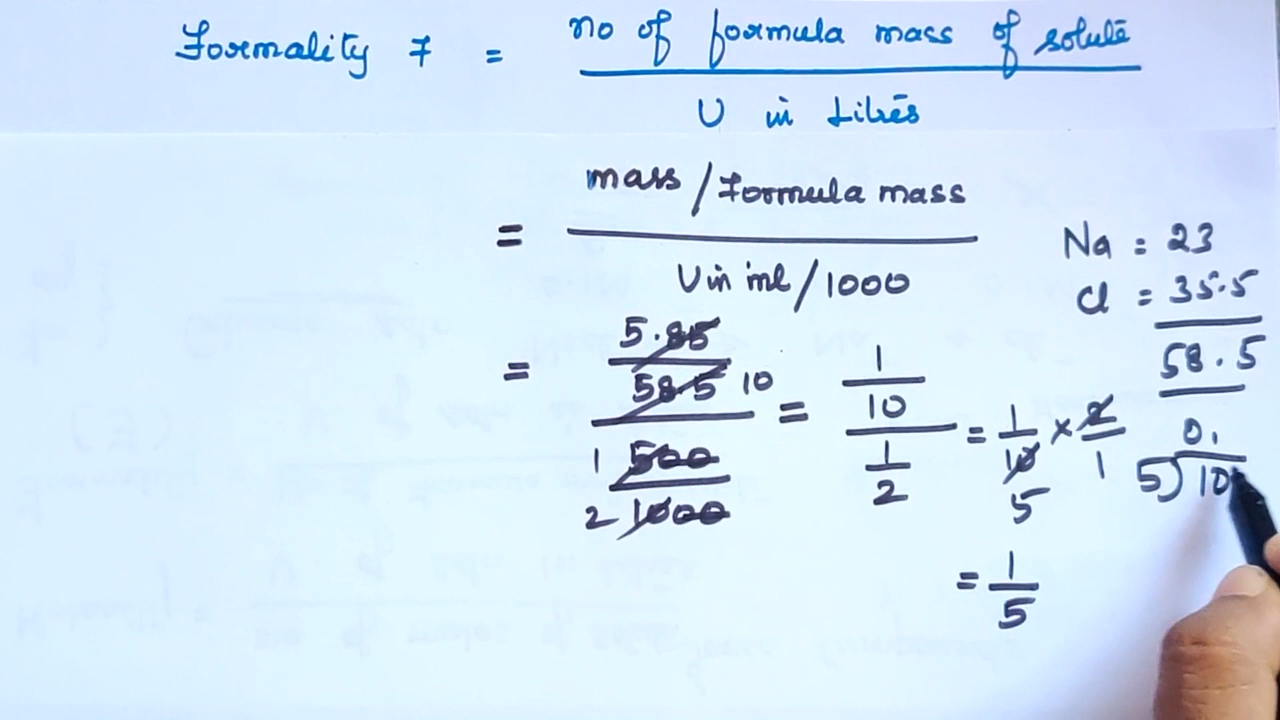 Formality F = no of formula mass of solute
V in Litres
= mass / Formula mass
V in ml / 1000
Na = 23
Cl = 35.5
58.5
= 5.85
58.5 10
1 500
2 1000
= 1
10
1
2
= 1 × 2
10 1
5
= 1
5
0.
5) 10